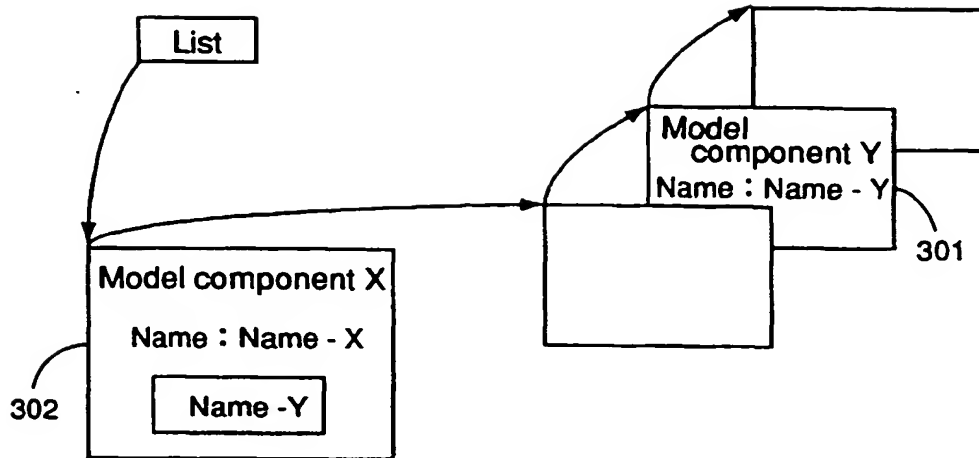 List
Model
component Y
Name : Name - Y
301
Model component X
Name : Name - X
Name -Y
302